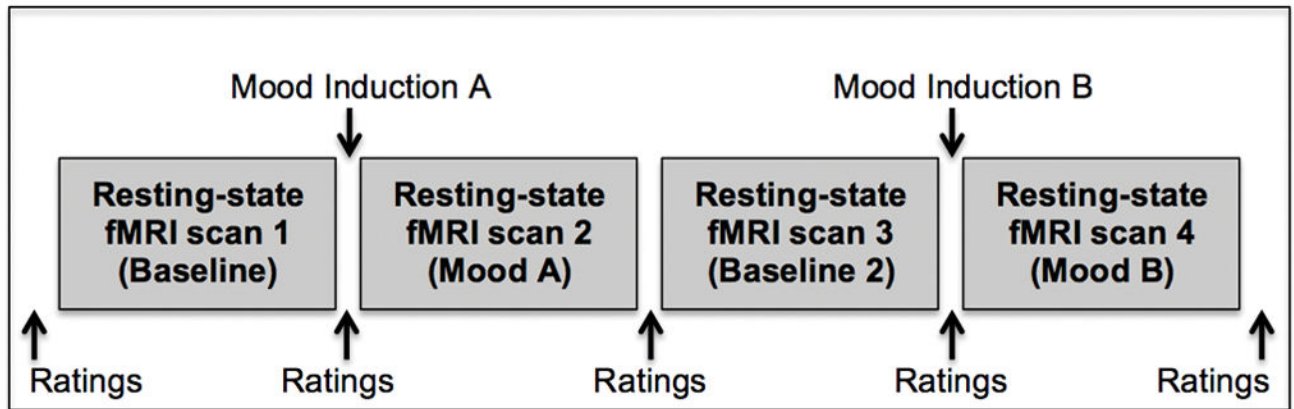 Mood Induction A
Mood Induction B
Resting-state
fMRI scan 1
(Baseline)
Resting-state
fMRI scan 2
(Mood A)
Resting-state
fMRI scan 3
(Baseline 2)
Resting-state
fMRI scan 4
(Mood B)
Ratings
Ratings
Ratings
Ratings
Ratings